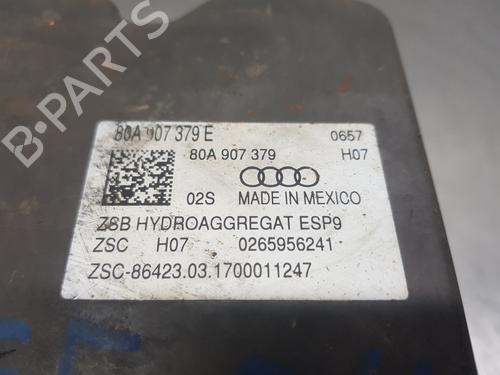 80A 907 379 E 0657
80A 907 379 H07
02S MADE IN MEXICO
ZSB HYDROAGGREGAT ESP9
ZSC H07 0265956241
ZSC-86423.03.1700011247